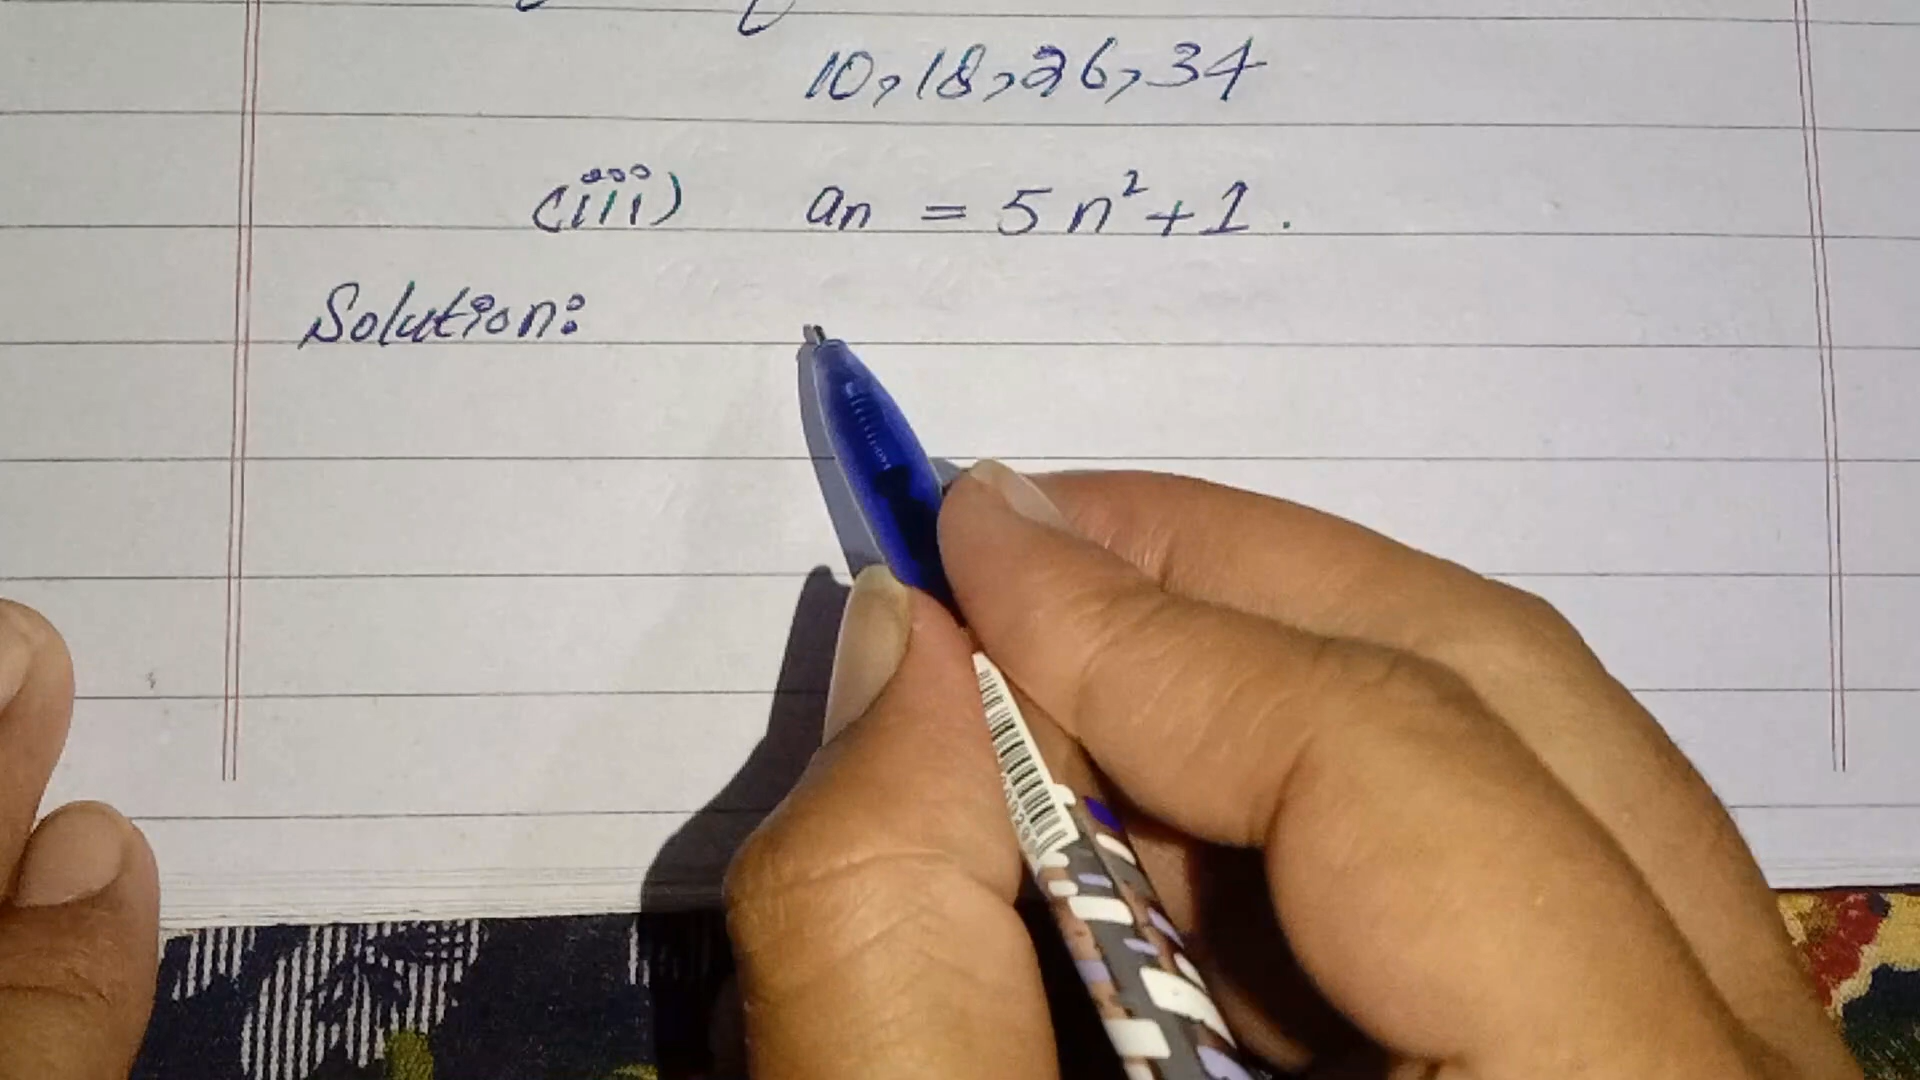 10, 18, 26, 34
(iii) an = 5n²+1.
Solution: